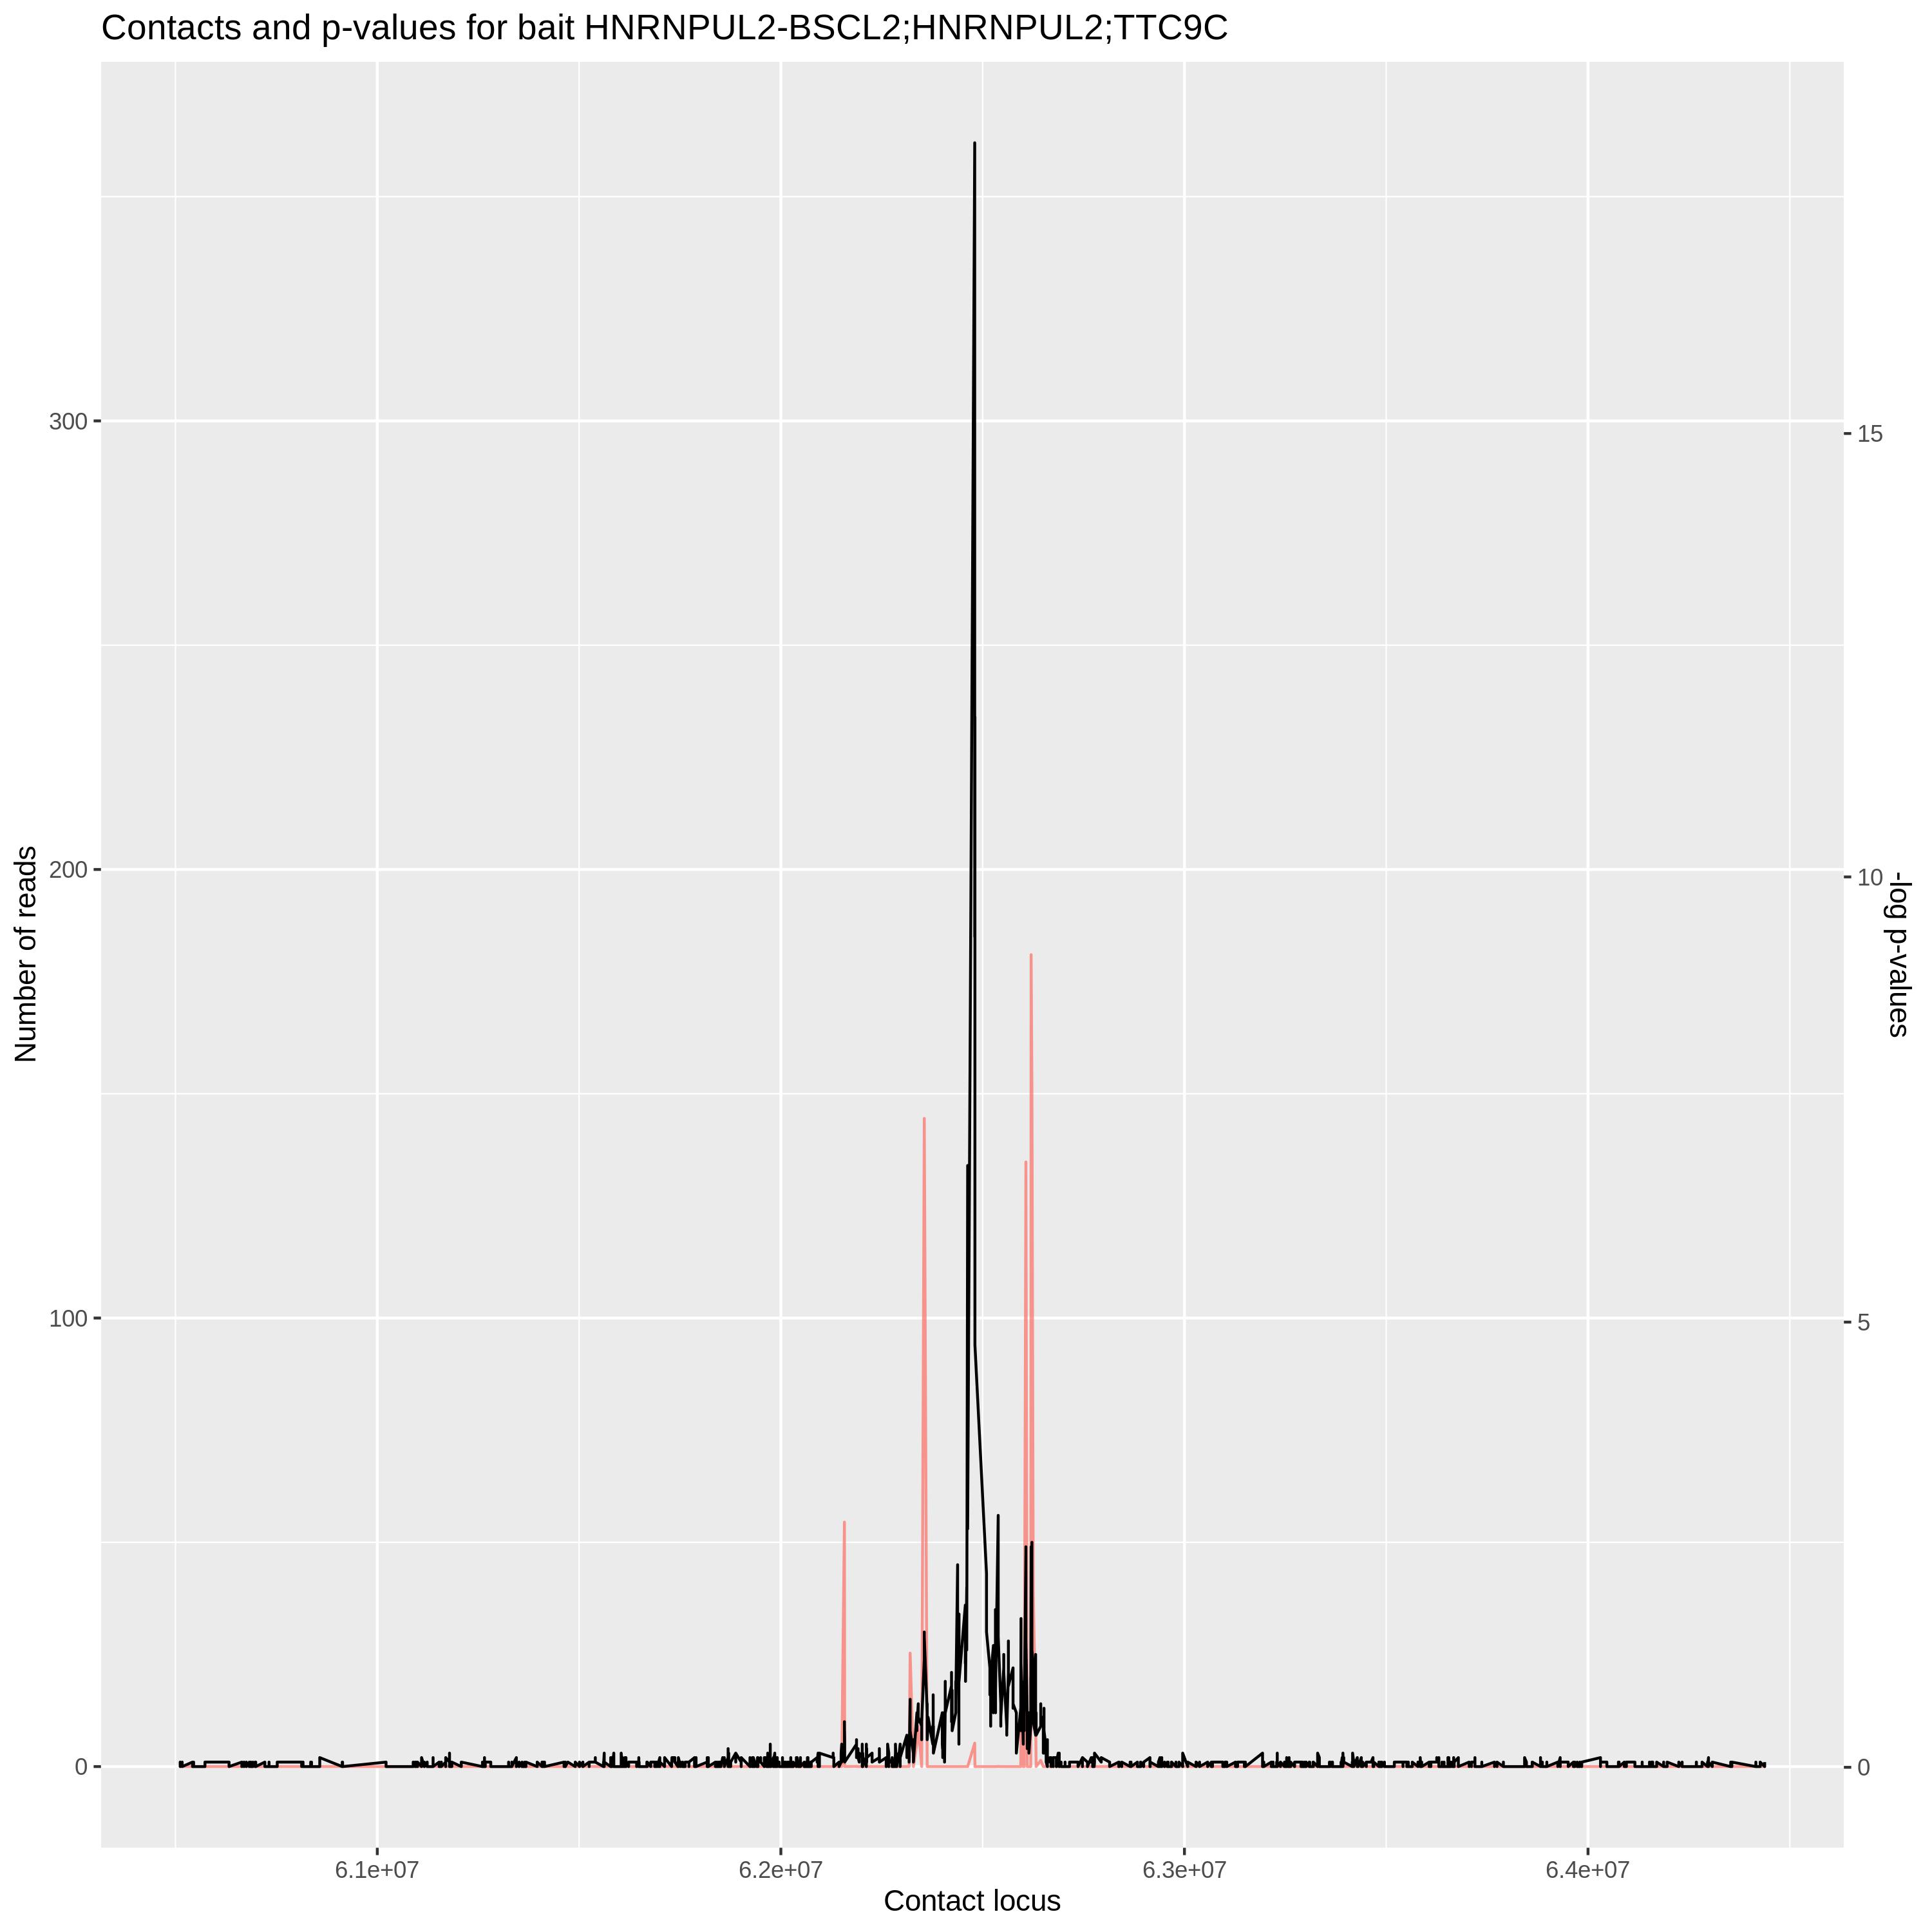 Contacts and p-values for bait HNRNPUL2-BSCL2;HNRNPUL2;TTC9C
Number of reads
300
200
100
0
15
10
5
0
-log p-values
6.1e+07 6.2e+07 6.3e+07 6.4e+07
Contact locus